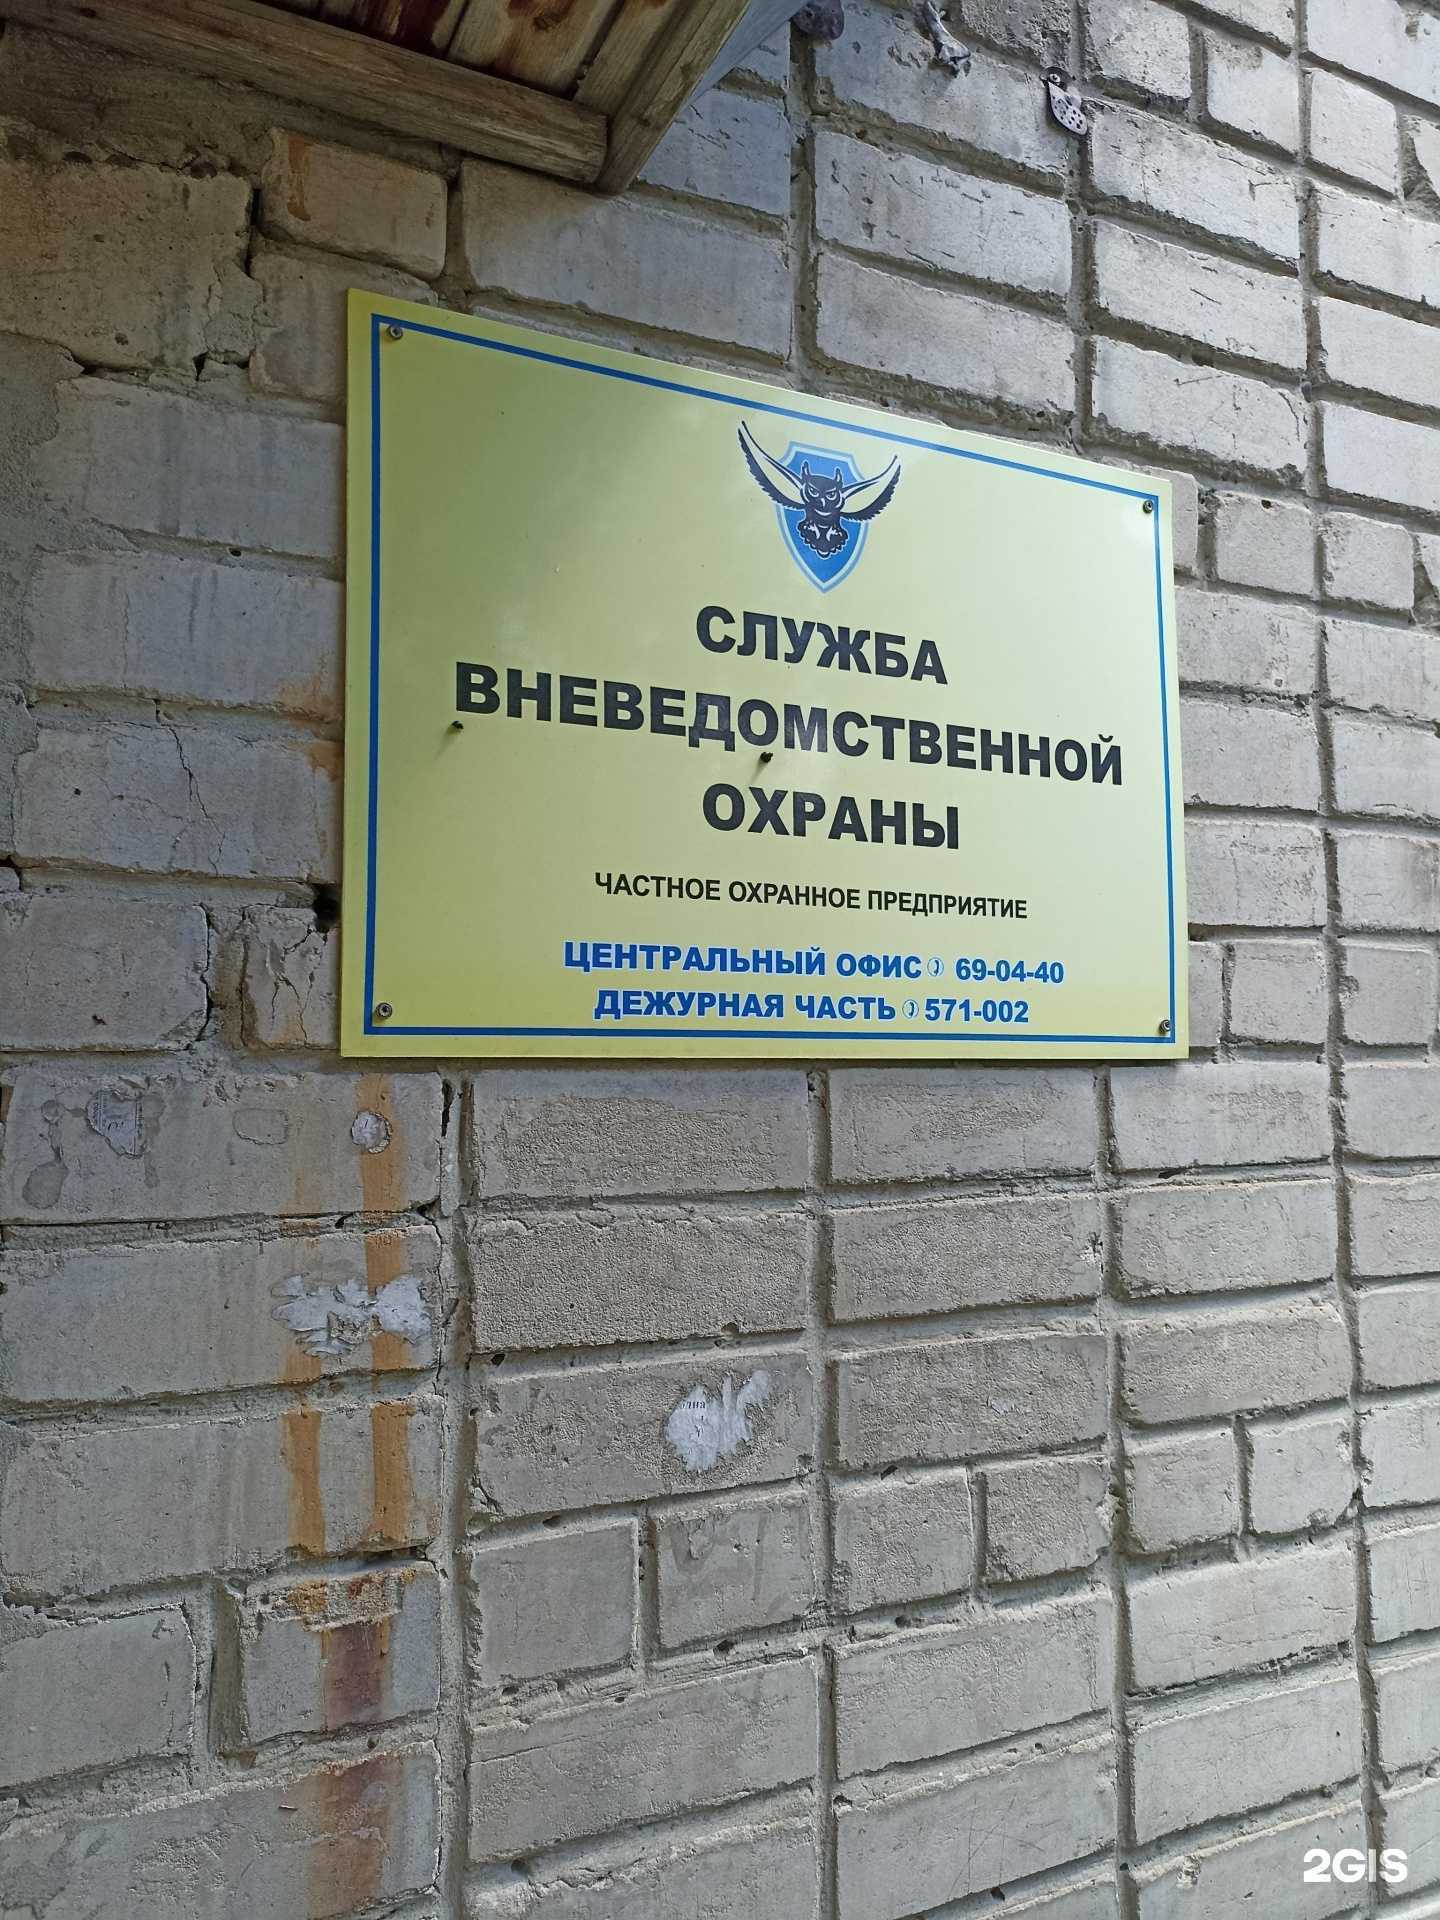 СЛУЖБА
ВНЕВЕДОМСТВЕННОЙ
ОХРАНЫ
ЧАСТНОЕ ОХРАННОЕ ПРЕДПРИЯТИЕ
ЦЕНТРАЛЬНЫЙ ОФИС 69-04-40
ДЕЖУРНАЯ ЧАСТЬ 571-002
2GIS